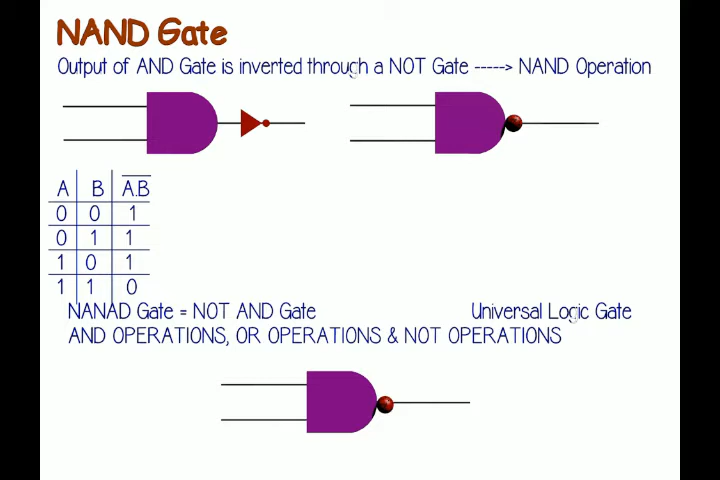 NAND Gate
Output of AND Gate is inverted through a NOT Gate -----> NAND Operation
A B A.B
0 0 1
0 1 1
1 0 1
1 1 0
NANAD Gate = NOT AND Gate Universal Logic Gate
AND OPERATIONS, OR OPERATIONS & NOT OPERATIONS